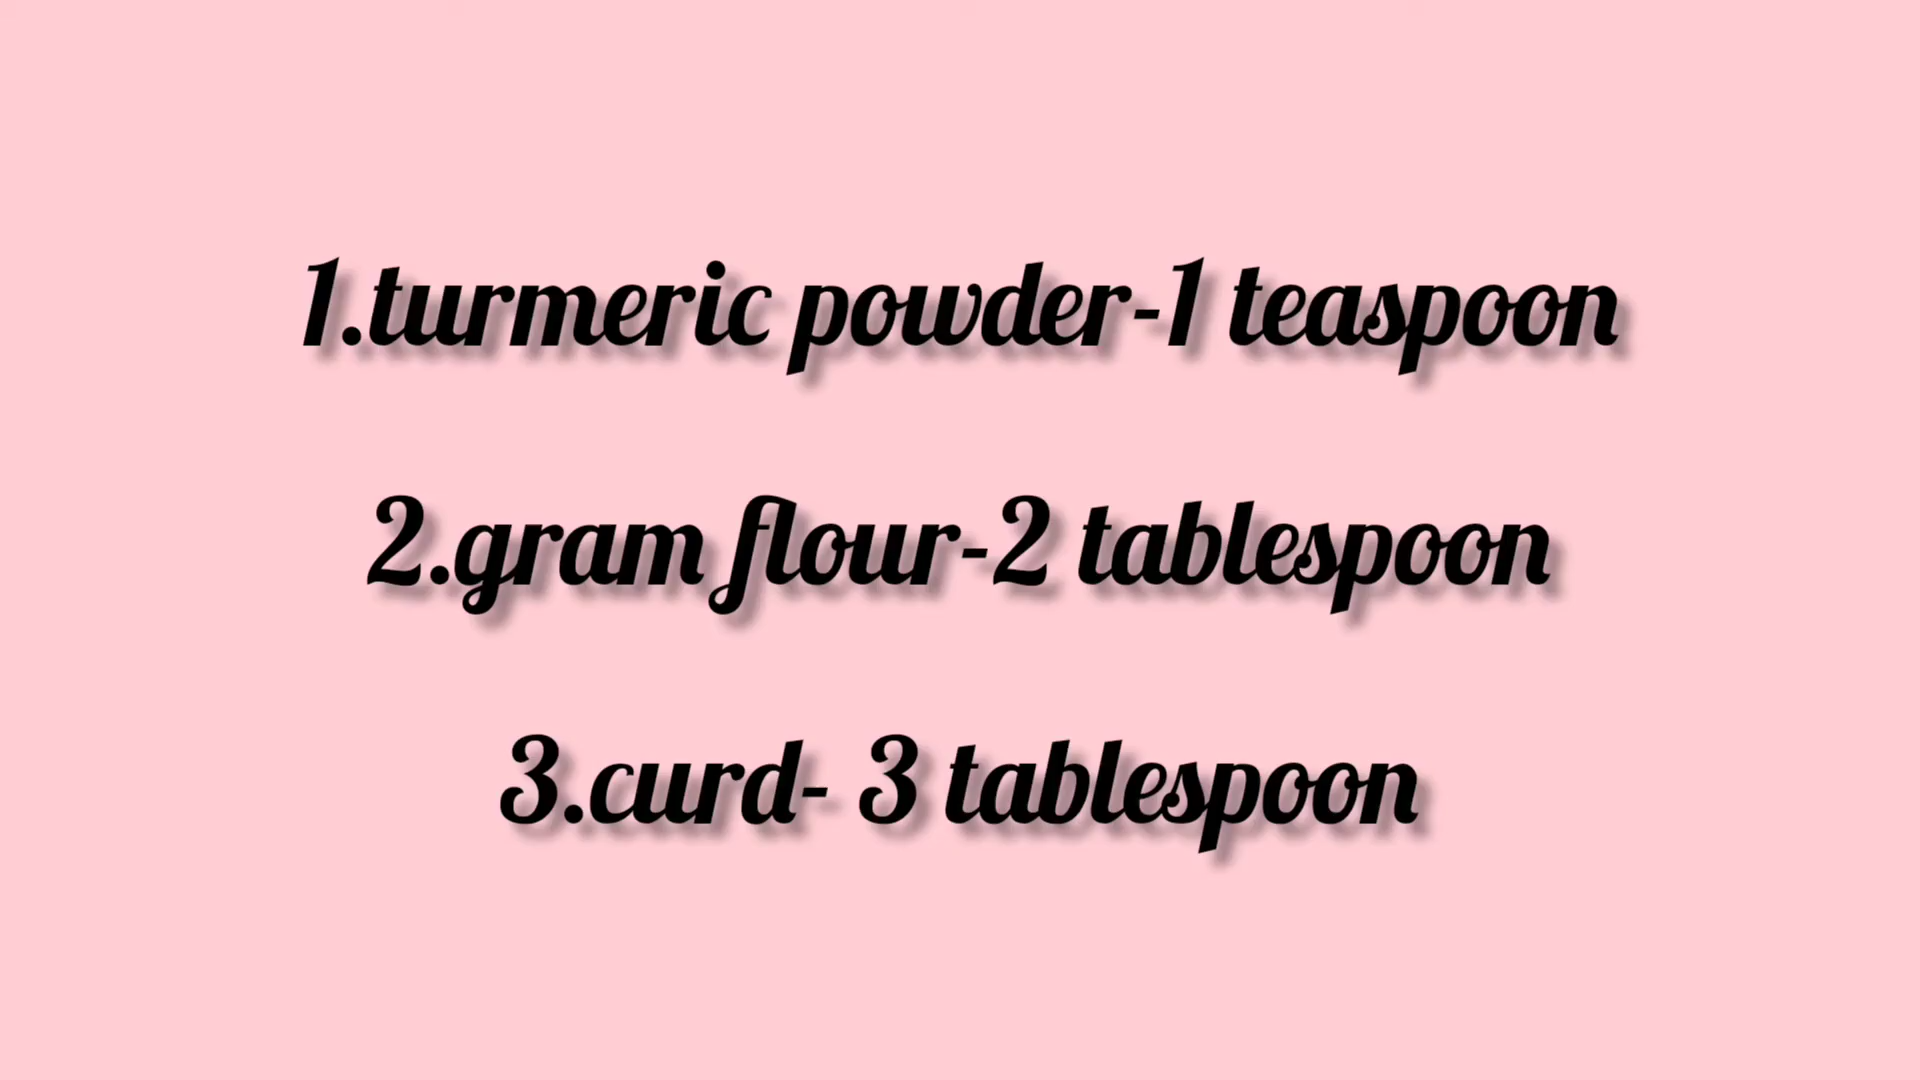 1.turmeric powder-1 teaspoon
2.gram flour-2 tablespoon
3.curd- 3 tablespoon